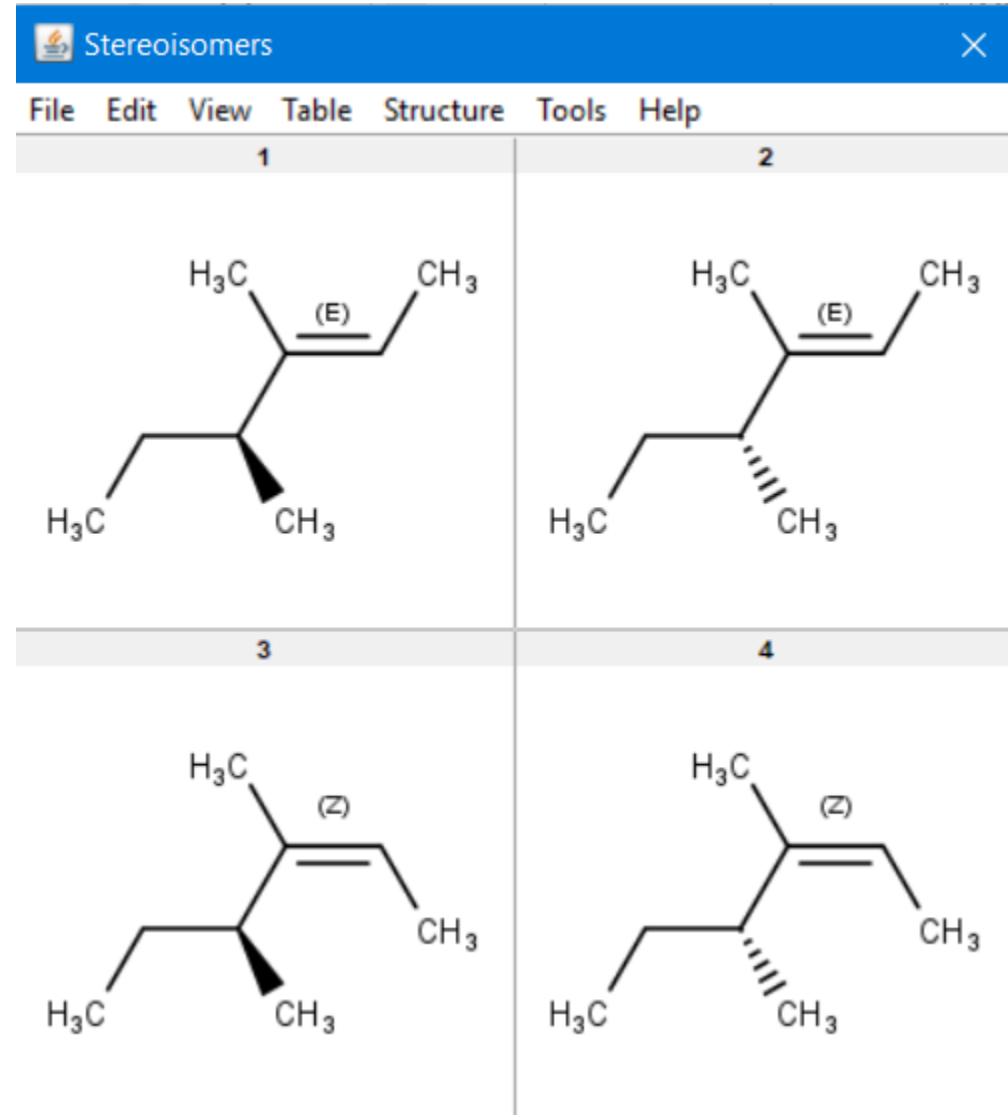 Stereoisomers
File Edit View Table Structure Tools Help
1
H₃C CH₃
(E)
H₃C CH₃
2
H₃C CH₃
(E)
H₃C CH₃
3
H₃C
(Z)
CH₃
H₃C CH₃
4
H₃C
(Z)
CH₃
H₃C CH₃